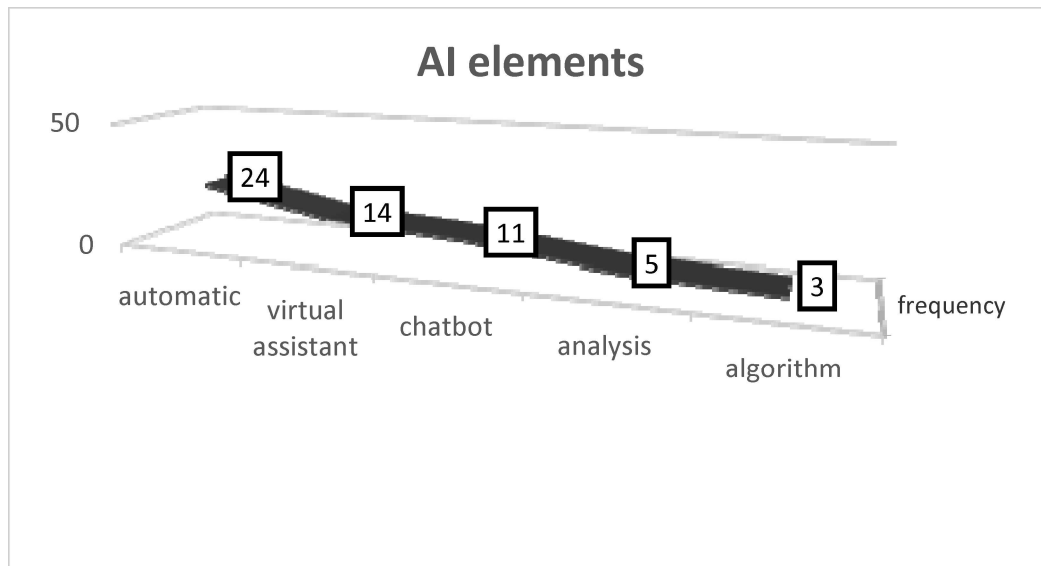 AI elements
50
24
14
11
5
3
0
automatic
virtual
assistant
chatbot
analysis
algorithm
frequency